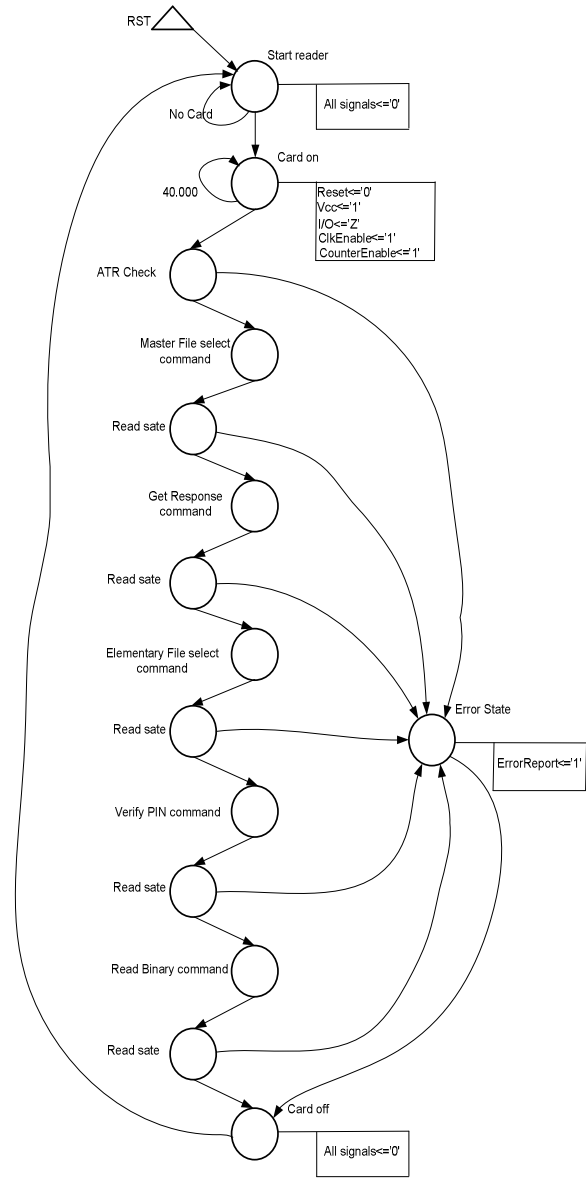 RST
Start reader
All signals<='0'
No Card
Card on
40.000
Reset<='0'
Vcc<='1'
I/O<='Z'
ClkEnable<='1'
CounterEnable<='1'
ATR Check
Master File select
command
Read sate
Get Response
command
Read sate
Elementary File select
command
Read sate
Error State
ErrorReport<='1'
Verify PIN command
Read sate
Read Binary command
Read sate
Card off
All signals<='0'